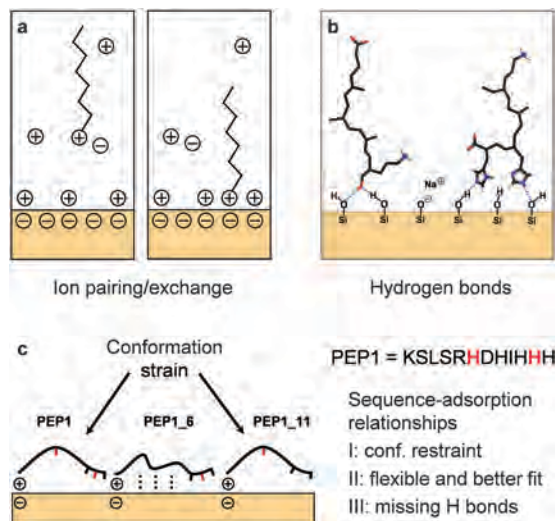 a
b
Na⊕
H H H H H
O O O⊖ O O O
Si Si Si Si Si Si
Ion pairing/exchange
Hydrogen bonds
c
Conformation
strain
PEP1 PEP1_6 PEP1_11
PEP1 = KSLSRHDHIHHH
Sequence-adsorption
relationships
I: conf. restraint
II: flexible and better fit
III: missing H bonds